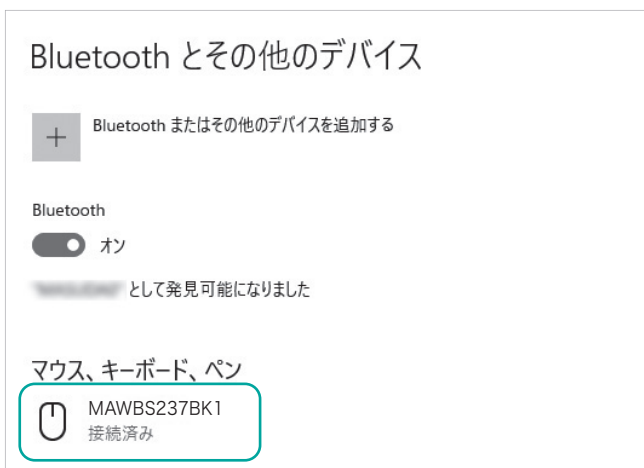 Bluetooth とその他のデバイス
Bluetooth またはその他のデバイスを追加する
Bluetooth
オン
として発見可能になりました
マウス、キーボード、ペン
MAWBS237BK1
接続済み